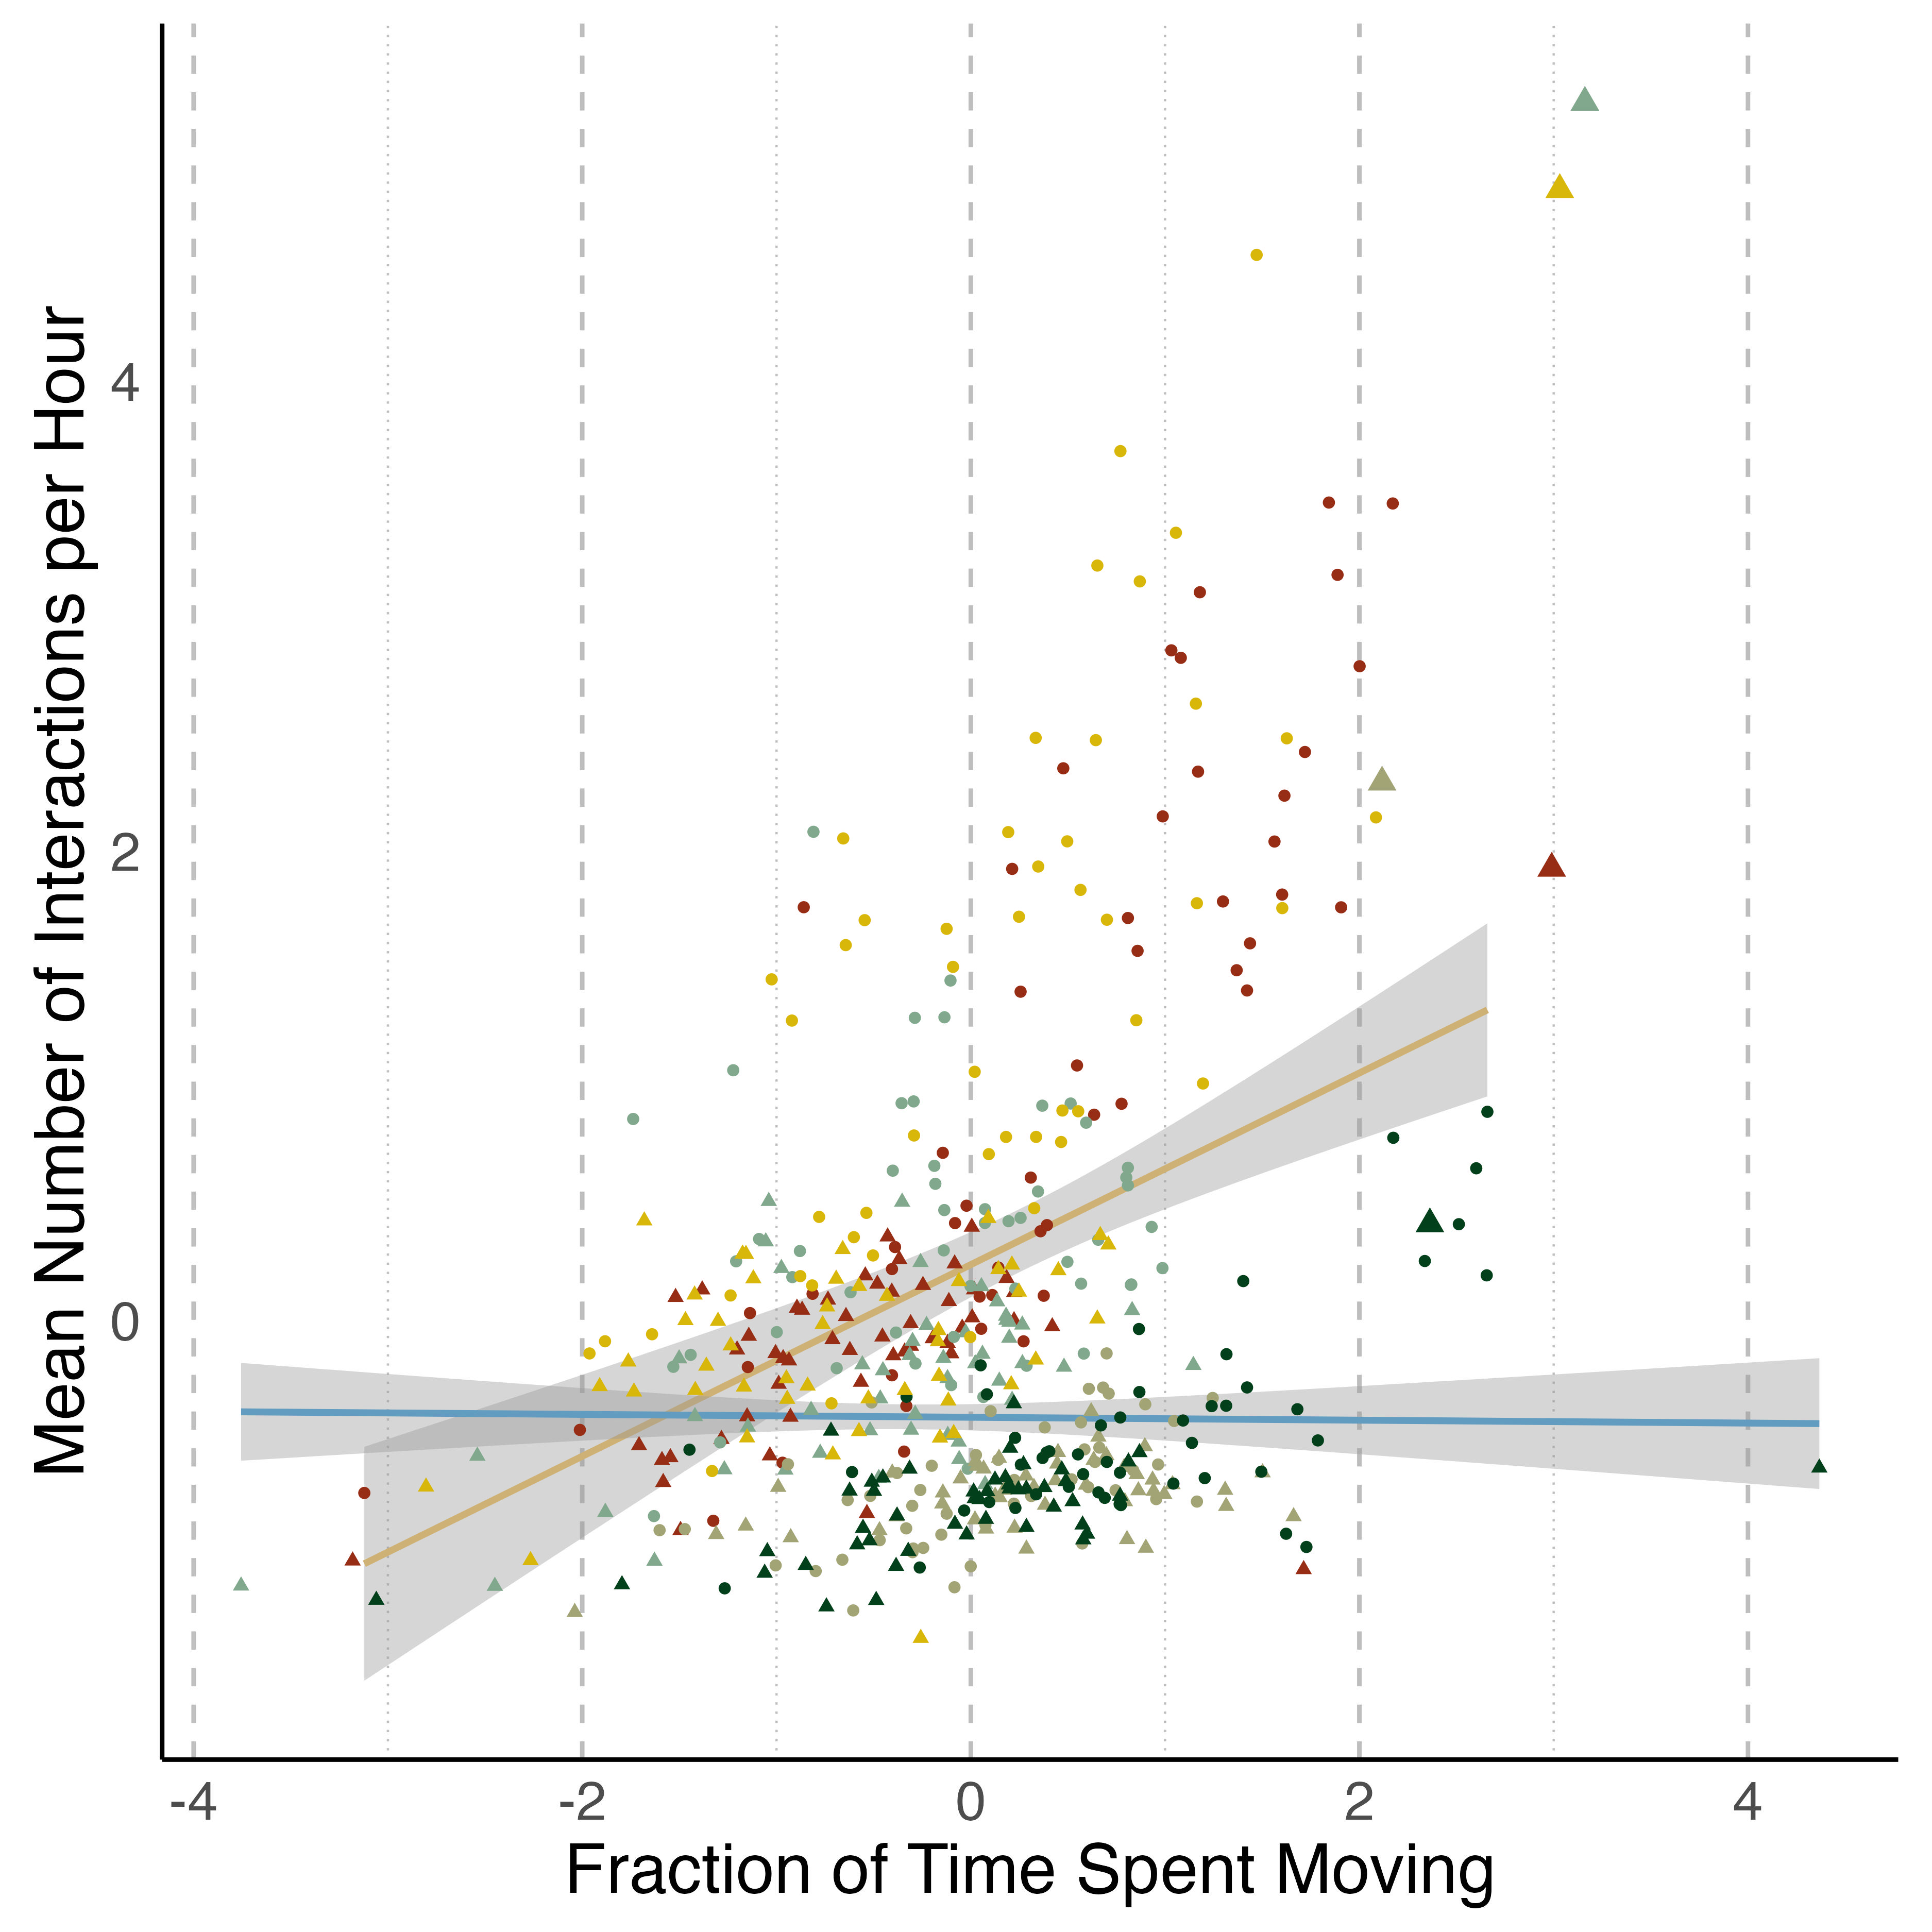 Mean Number of Interactions per Hour
4
2
0
-4 -2 0 2 4
Fraction of Time Spent Moving